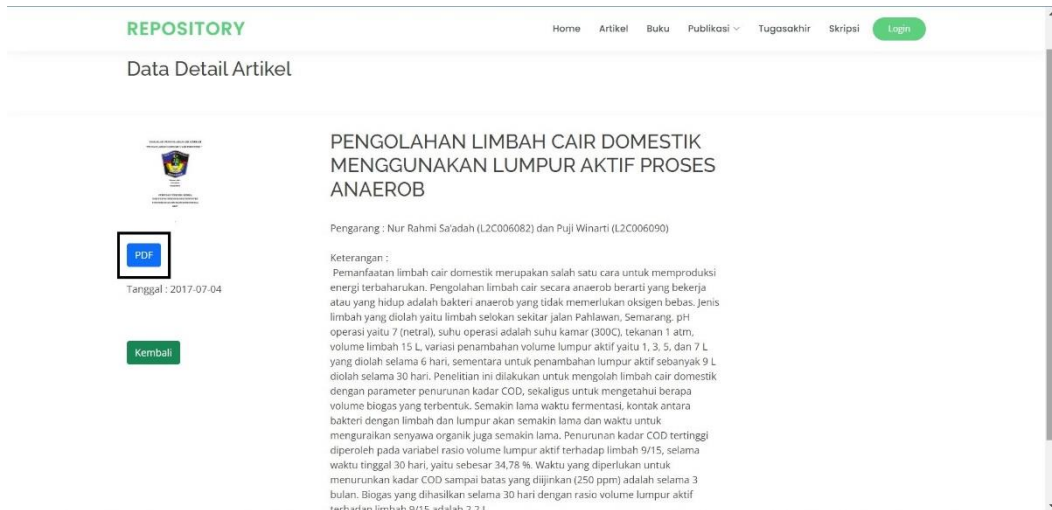 REPOSITORY
Home Artikel Buku Publikasi Tugasakhir Skripsi Login
Data Detail Artikel
PENGOLAHAN LIMBAH CAIR DOMESTIK
MENGGUNAKAN LUMPUR AKTIF PROSES
ANAEROB
Pengarang : Nur Rahmi Sa'adah (L2C006082) dan Puji Winarti (L2C006090)
PDF
Tanggal : 2017-07-04
Kembali
Keterangan :
Pemanfaatan limbah cair domestik merupakan salah satu cara untuk memproduksi
energi terbaharukan. Pengolahan limbah cair secara anaerob berarti yang bekerja
atau yang hidup adalah bakteri anaerob yang tidak memerlukan oksigen bebas. Jenis
limbah yang diolah yaitu limbah selokan sekitar jalan Pahlawan, Semarang. pH
operasi yaitu 7 (netral), suhu operasi adalah suhu kamar (300C), tekanan 1 atm,
volume limbah 15 L, variasi penambahan volume lumpur aktif yaitu 1, 3, 5, dan 7 L
yang diolah selama 6 hari, sementara untuk penambahan lumpur aktif sebanyak 9 L
diolah selama 30 hari. Penelitian ini dilakukan untuk mengolah limbah cair domestik
dengan parameter penurunan kadar COD, sekaligus untuk mengetahui berapa
volume biogas yang terbentuk. Semakin lama waktu fermentasi, kontak antara
bakteri dengan limbah dan lumpur akan semakin lama dan waktu untuk
menguraikan senyawa organik juga semakin lama. Penurunan kadar COD tertinggi
diperoleh pada variabel rasio volume lumpur aktif terhadap limbah 9/15, selama
waktu tinggal 30 hari, yaitu sebesar 34,78 %. Waktu yang diperlukan untuk
menurunkan kadar COD sampai batas yang diijinkan (250 ppm) adalah selama 3
bulan. Biogas yang dihasilkan selama 30 hari dengan rasio volume lumpur aktif
terhadap limbah 9/15 adalah 2,2 L